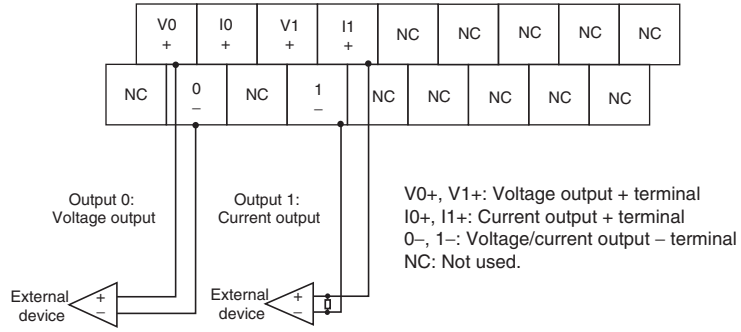 V0 I0 V1 I1 NC NC NC NC NC
+ + + +
NC 0 NC 1 NC NC NC NC NC
– –
Output 0:
Voltage output
Output 1:
Current output
V0+, V1+: Voltage output + terminal
I0+, I1+: Current output + terminal
0–, 1–: Voltage/current output – terminal
NC: Not used.
External
device
+
–
External
device
+
–